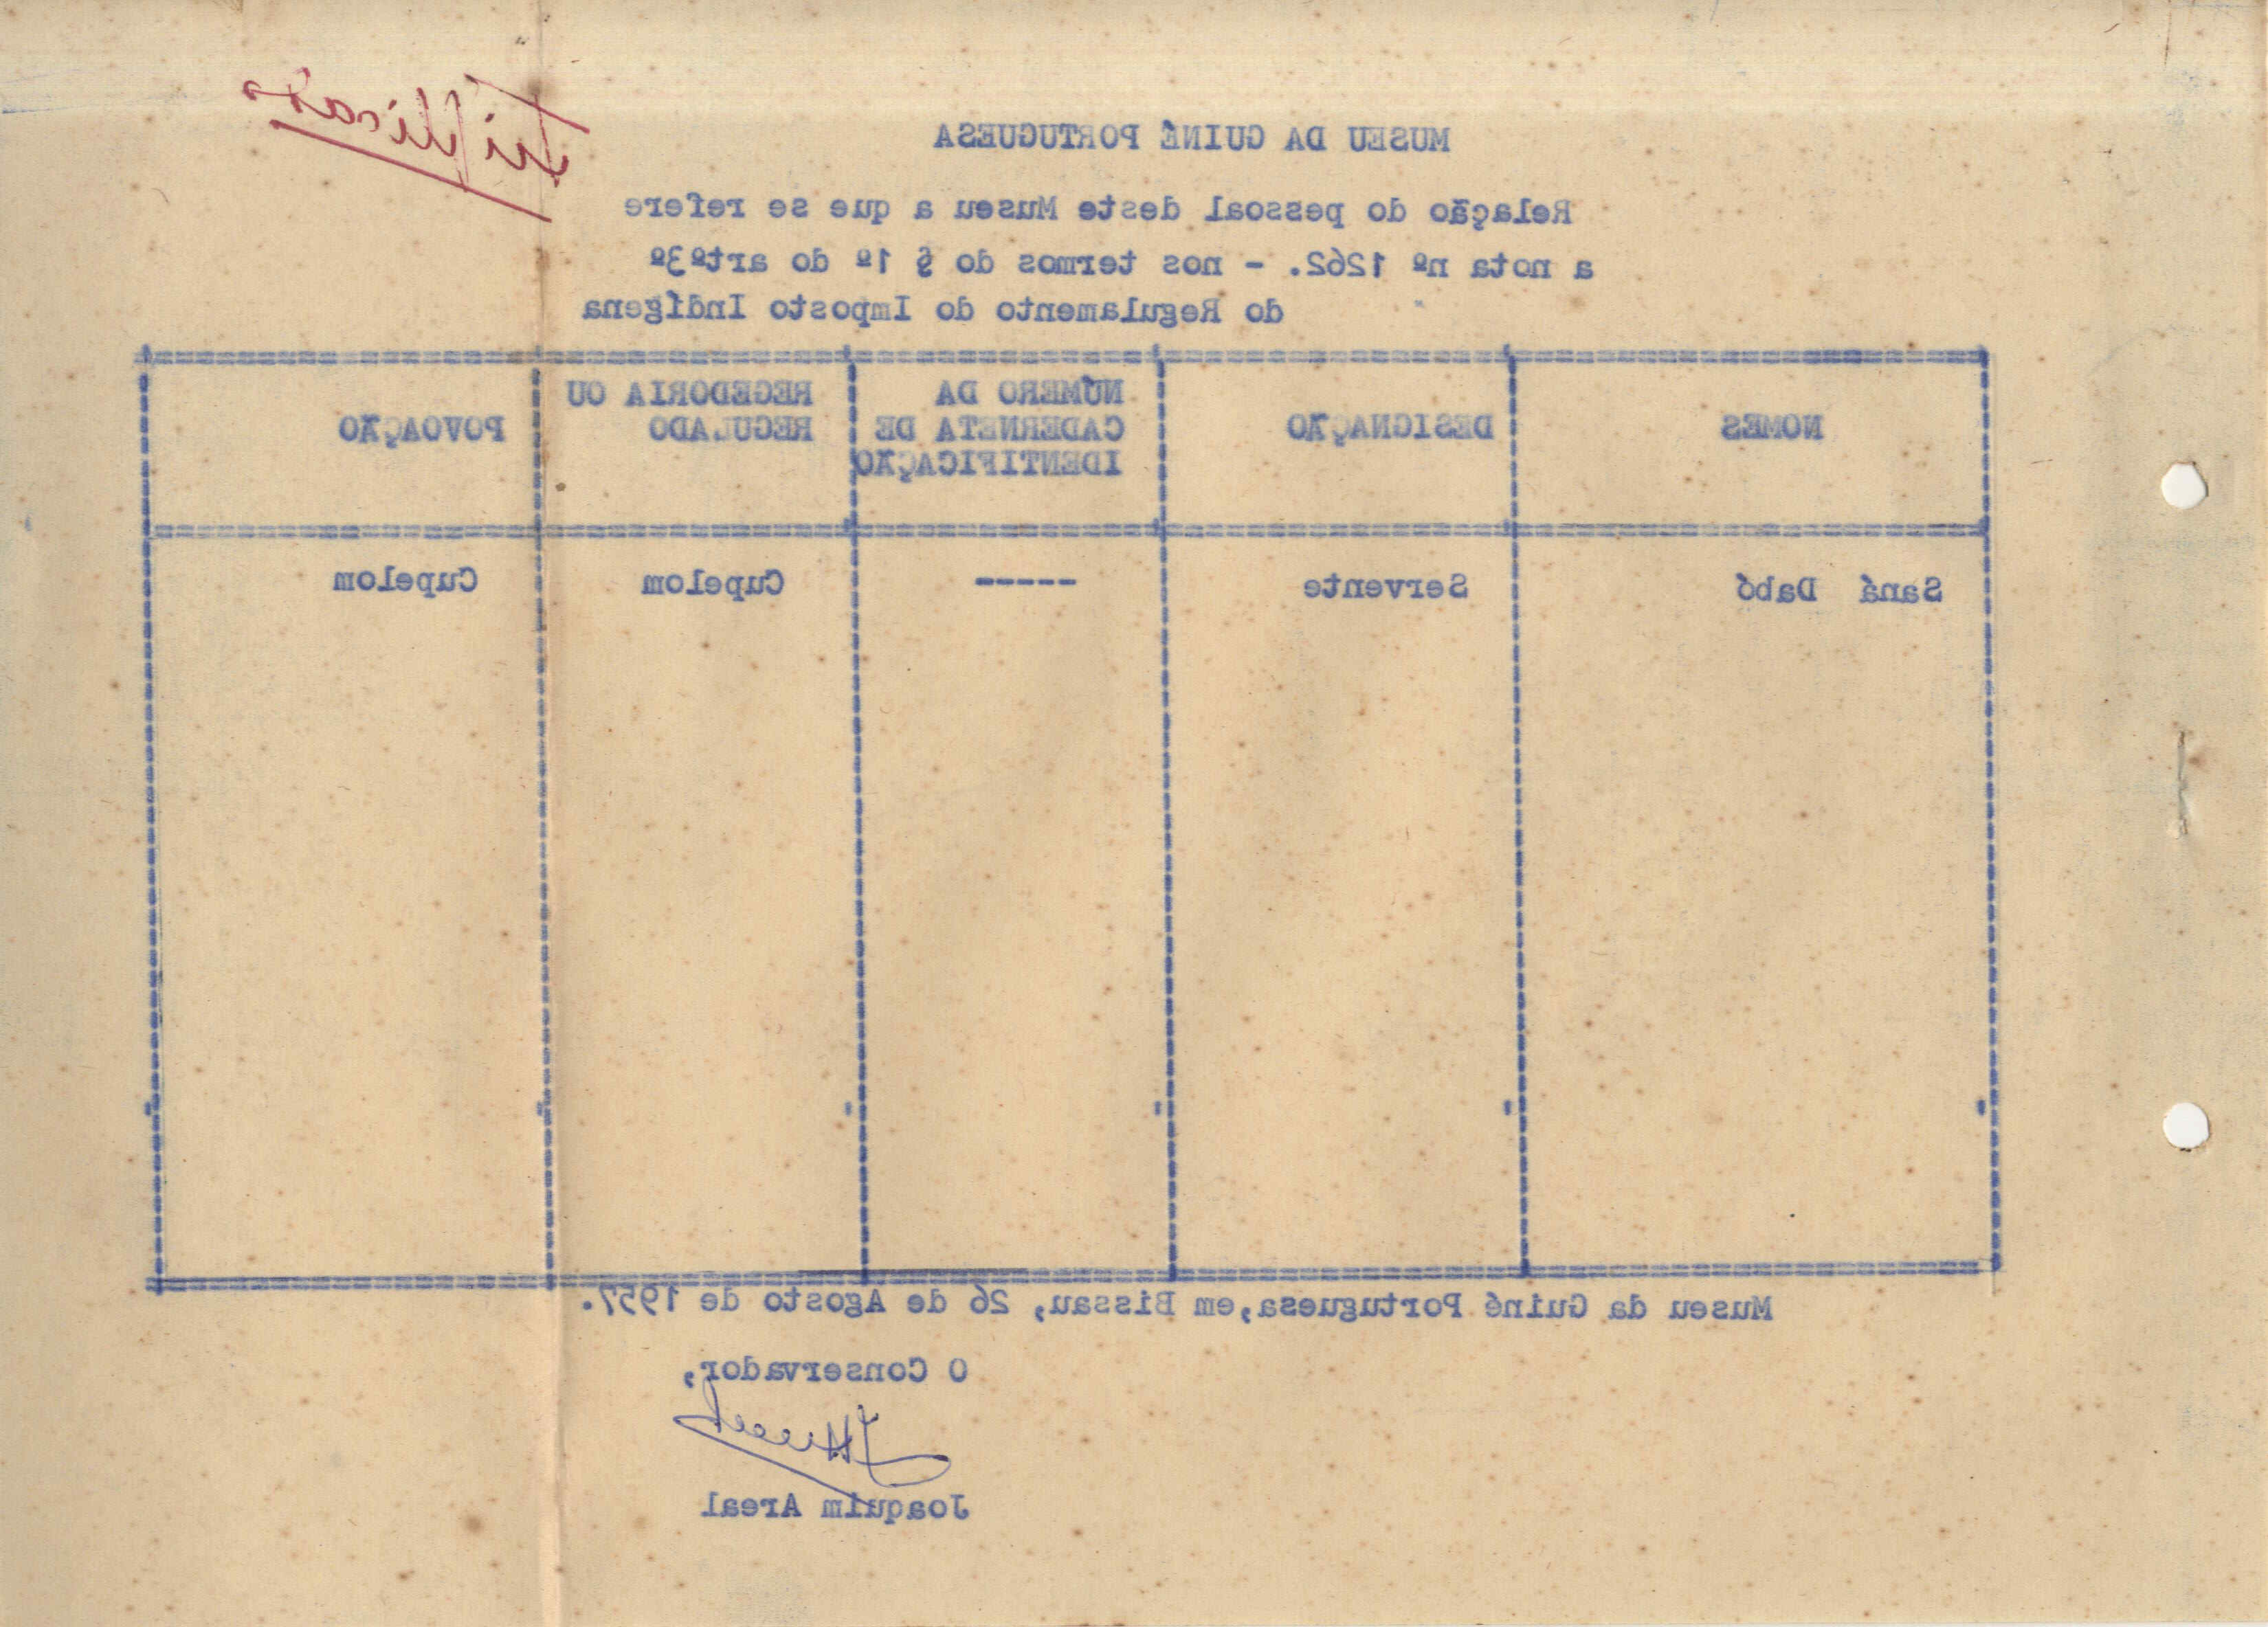 MUSEU DA GUINÉ PORTUGUESA
Relação do pessoal deste Museu a que se refere
a nota nº 1262. - nos termos do § 1º do artº3º
do Regulamento do Imposto Indígena
NOMES
DESIGNAÇÃO
NÚMERO DA
CADERNETA DE
IDENTIFICAÇÃO
REGEDORIA OU
REGULADO
POVOAÇÃO
Saná Dabó
Servente
-----
Cupelom
Cupelom
Museu da Guiné Portuguesa,em Bissau, 26 de Agosto de 1957.
O Conservador,
Joaquim Areal